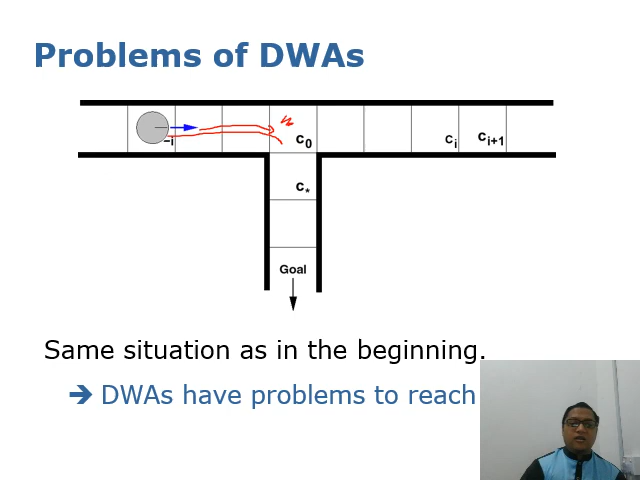 Problems of DWAs
–i
c0
ci
ci+1
c*
Goal
Same situation as in the beginning.
➔ DWAs have problems to reach